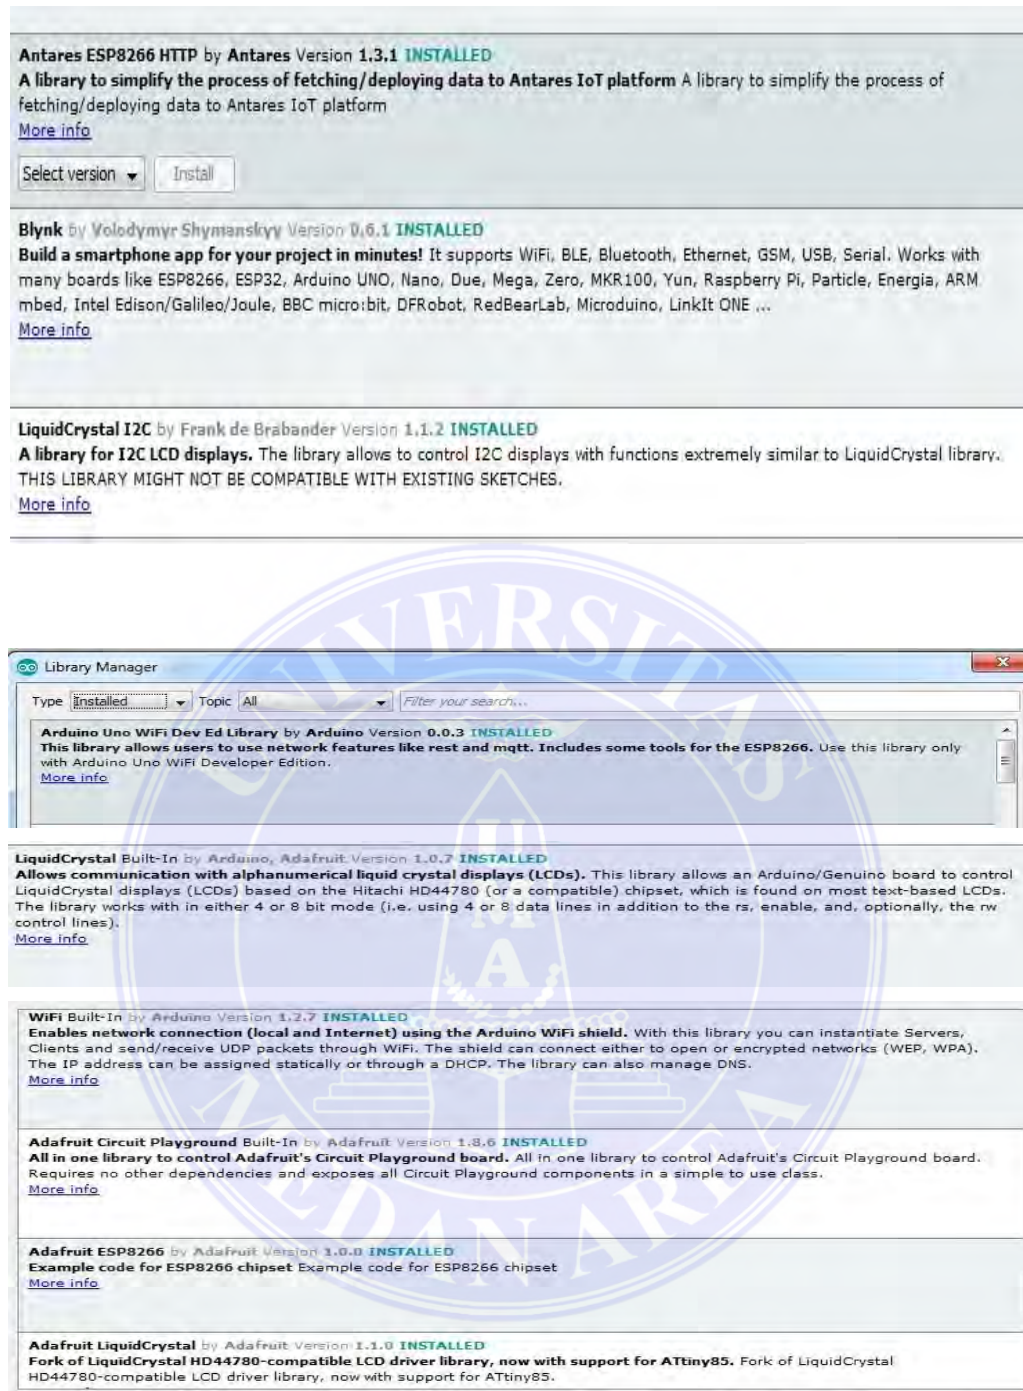 Antares ESP8266 HTTP by Antares Version 1.3.1 INSTALLED
A library to simplify the process of fetching/deploying data to Antares IoT platform A library to simplify the process of
fetching/deploying data to Antares IoT platform
More info
Select version Install
Blynk by Volodymyr Shymanskyy Version 0.6.1 INSTALLED
Build a smartphone app for your project in minutes! It supports WiFi, BLE, Bluetooth, Ethernet, GSM, USB, Serial. Works with
many boards like ESP8266, ESP32, Arduino UNO, Nano, Due, Mega, Zero, MKR100, Yun, Raspberry Pi, Particle, Energia, ARM
mbed, Intel Edison/Galileo/Joule, BBC micro:bit, DFRobot, RedBearLab, Microduino, LinkIt ONE ...
More info
LiquidCrystal I2C by Frank de Brabander Version 1.1.2 INSTALLED
A library for I2C LCD displays. The library allows to control I2C displays with functions extremely similar to LiquidCrystal library.
THIS LIBRARY MIGHT NOT BE COMPATIBLE WITH EXISTING SKETCHES.
More info
UNIVERSITAS
Library Manager
Type Installed Topic All Filter your search...
Arduino Uno WiFi Dev Ed Library by Arduino Version 0.0.3 INSTALLED
This library allows users to use network features like rest and mqtt. Includes some tools for the ESP8266. Use this library only
with Arduino Uno WiFi Developer Edition.
More info
UMA
LiquidCrystal Built-In by Arduino, Adafruit Version 1.0.7 INSTALLED
Allows communication with alphanumerical liquid crystal displays (LCDs). This library allows an Arduino/Genuino board to control
LiquidCrystal displays (LCDs) based on the Hitachi HD44780 (or a compatible) chipset, which is found on most text-based LCDs.
The library works with in either 4 or 8 bit mode (i.e. using 4 or 8 data lines in addition to the rs, enable, and, optionally, the rw
control lines).
More info
WiFi Built-In by Arduino Version 1.2.7 INSTALLED
Enables network connection (local and Internet) using the Arduino WiFi shield. With this library you can instantiate Servers,
Clients and send/receive UDP packets through WiFi. The shield can connect either to open or encrypted networks (WEP, WPA).
The IP address can be assigned statically or through a DHCP. The library can also manage DNS.
More info
Adafruit Circuit Playground Built-In by Adafruit Version 1.8.6 INSTALLED
All in one library to control Adafruit's Circuit Playground board. All in one library to control Adafruit's Circuit Playground board.
Requires no other dependencies and exposes all Circuit Playground components in a simple to use class.
More info
MEDAN AREA
Adafruit ESP8266 by Adafruit Version 1.0.0 INSTALLED
Example code for ESP8266 chipset Example code for ESP8266 chipset
More info
Adafruit LiquidCrystal by Adafruit Version 1.1.0 INSTALLED
Fork of LiquidCrystal HD44780-compatible LCD driver library, now with support for ATtiny85. Fork of LiquidCrystal
HD44780-compatible LCD driver library, now with support for ATtiny85.